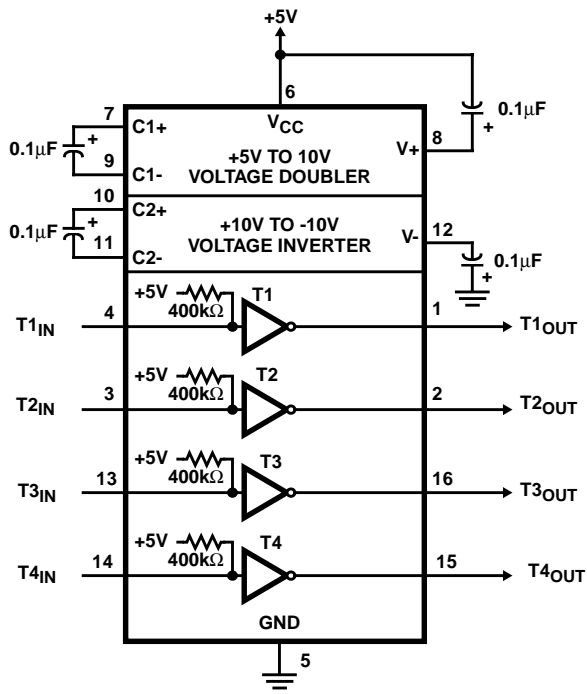 +5V
6
7
C1+
VCC
0.1µF
+
8
V+
0.1µF
+
9
C1-
+5V TO 10V
VOLTAGE DOUBLER
10
C2+
0.1µF
+
11
C2-
+10V TO -10V
VOLTAGE INVERTER
V-
12
0.1µF
+
+5V
400kΩ
T1
T1IN
4
1
T1OUT
+5V
400kΩ
T2
T2IN
3
2
T2OUT
+5V
400kΩ
T3
T3IN
13
16
T3OUT
+5V
400kΩ
T4
T4IN
14
15
T4OUT
GND
5